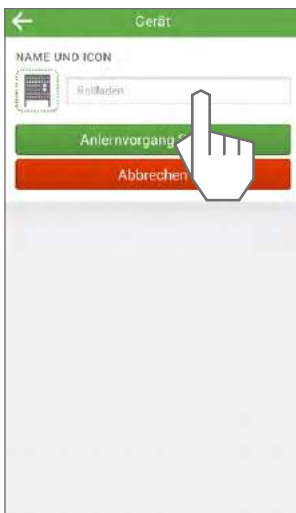 Gerät
NAME UND ICON
Rollladen
Anlernvorgang S
Abbrechen